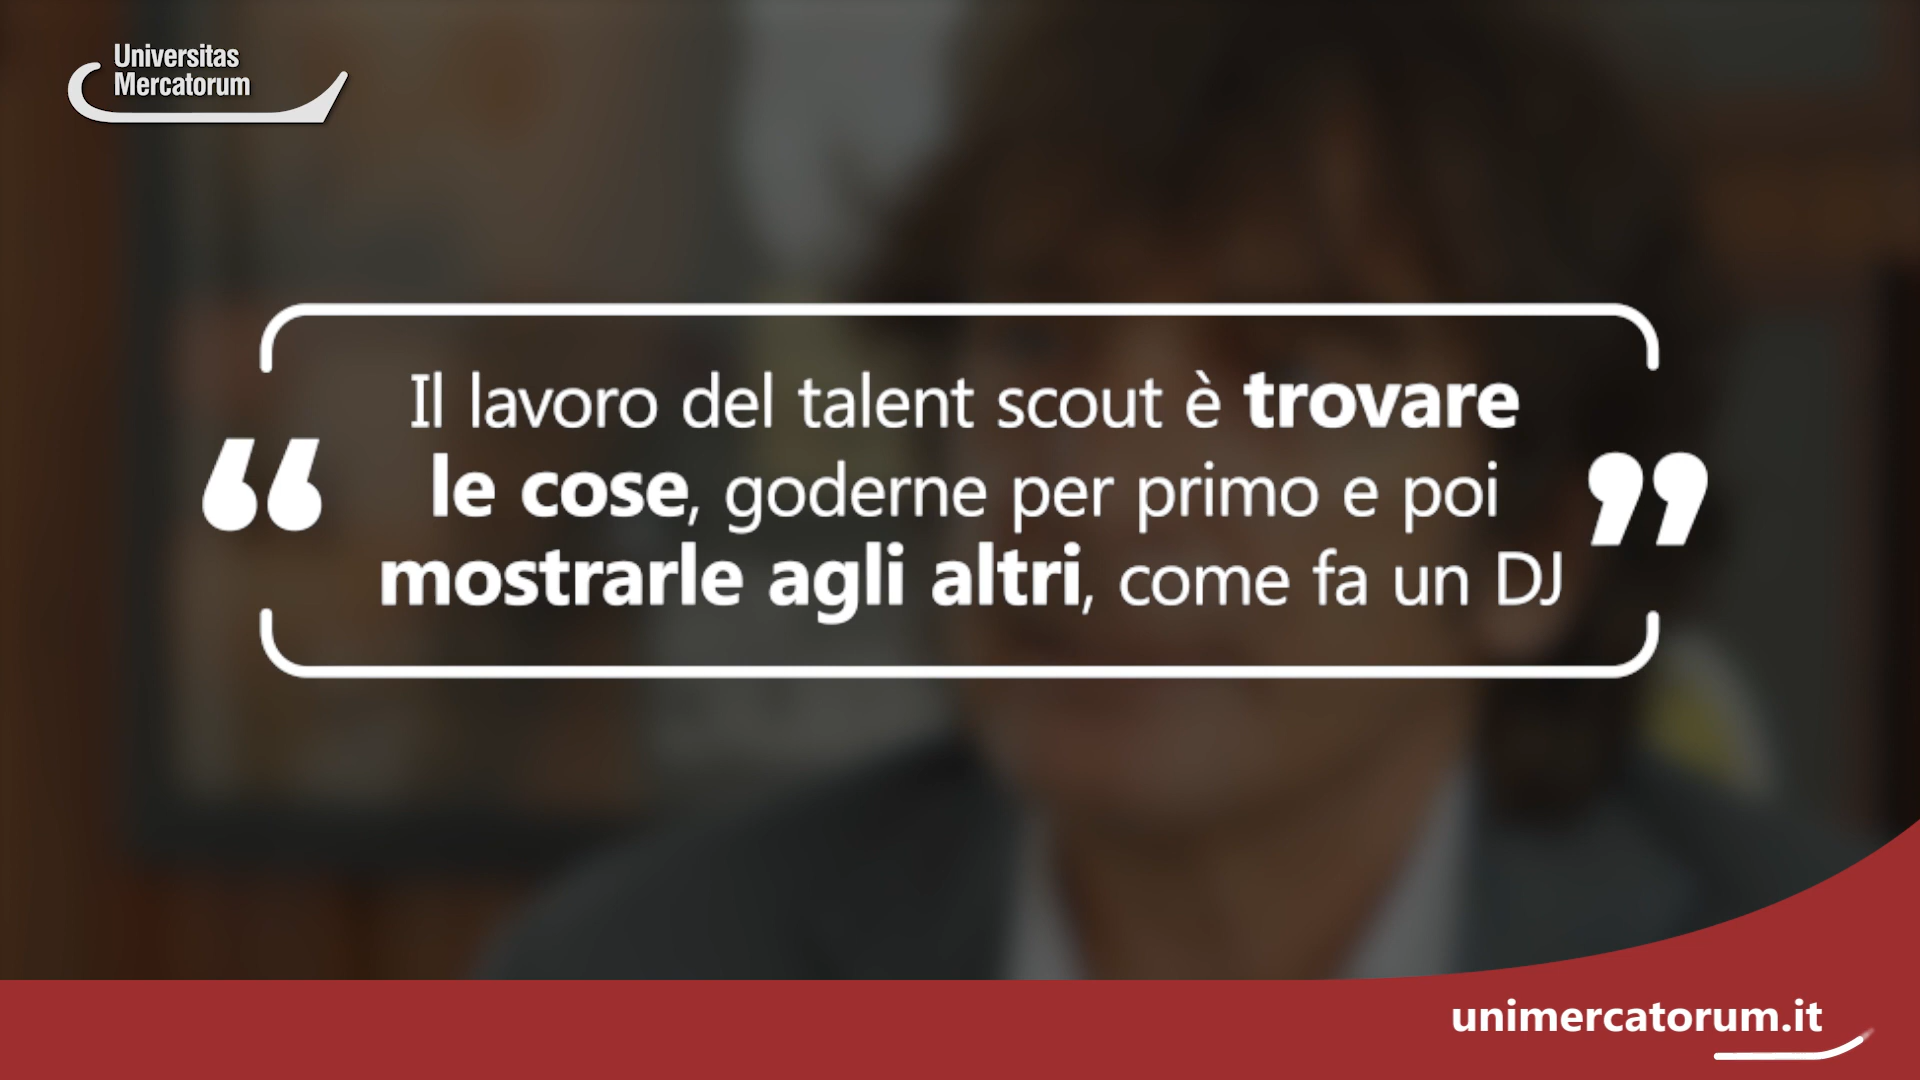 Universitas
Mercatorum
Il lavoro del talent scout è trovare
“ le cose, goderne per primo e poi ”
mostrarle agli altri, come fa un DJ
unimercatorum.it